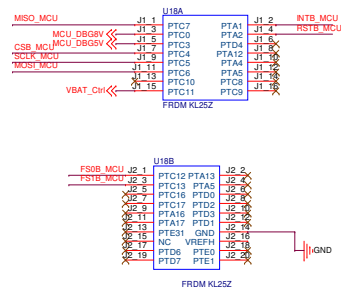 U18A
MISO_MCU J1 1 PTC7 PTA1 J1 2 INTB_MCU
MCU_DBG8V J1 3 PTC0 PTA2 J1 4 RSTB_MCU
MCU_DBG5V J1 5 PTC3 PTD4 J1 6
CSB_MCU J1 7 PTC4 PTA12 J1 8
SCLK_MCU J1 9 PTC5 PTA4 J1 10
MOSI_MCU J1 11 PTC6 PTA5 J1 12
J1 13 PTC10 PTC8 J1 14
VBAT_Ctrl J1 15 PTC11 PTC9 J1 16
FRDM KL25Z
U18B
FS0B_MCU J2 1 PTC12 PTA13 J2 2
FS1B_MCU J2 3 PTC13 PTA5 J2 4
J2 5 PTC16 PTD0 J2 6
J2 7 PTC17 PTD2 J2 8
J2 9 PTA16 PTD3 J2 10
J2 11 PTA17 PTD1 J2 12
J2 13 PTE31 GND J2 14
J2 15 NC VREFH J2 16
J2 17 PTD6 PTE0 J2 18
J2 19 PTD7 PTE1 J2 20
GND
FRDM KL25Z